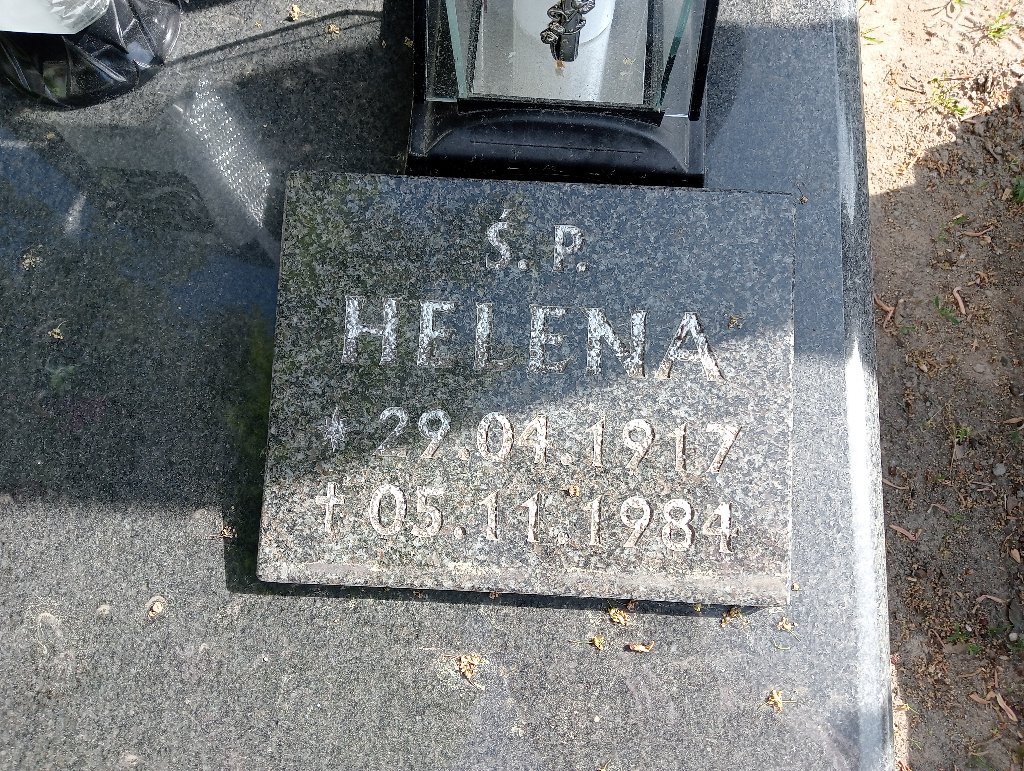 Ś. P.
HELENA
* 29.04.1917
† 05.11.1984